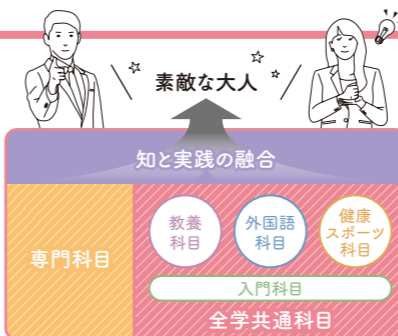 素敵な大人
知と実践の融合
専門科目
教養
科目
外国語
科目
健康
スポーツ
科目
入門科目
全学共通科目